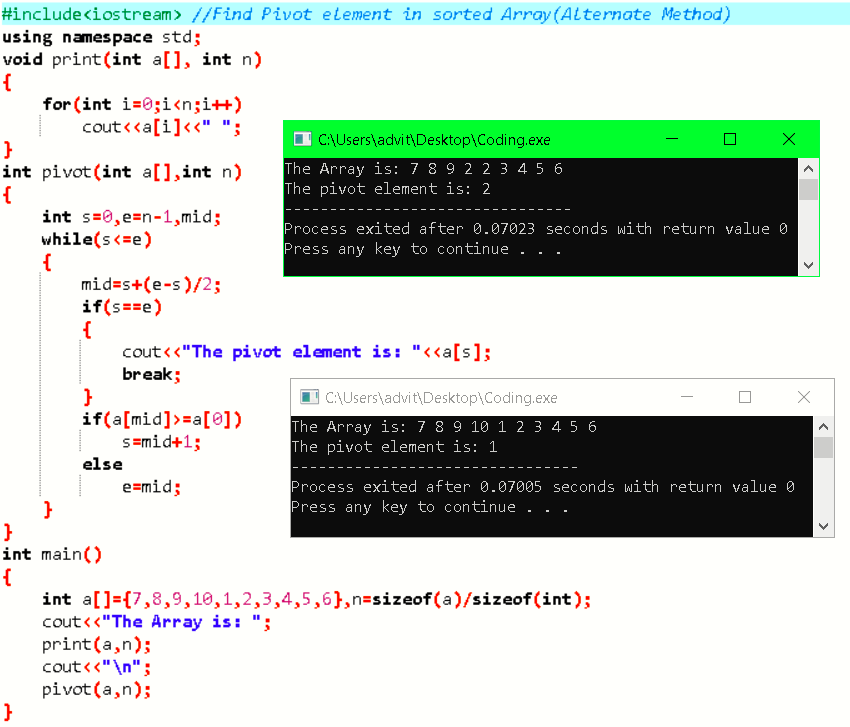 #include<iostream> //Find Pivot element in sorted Array(Alternate Method)
using namespace std;
void print(int a[], int n)
{
    for(int i=0;i<n;i++)
        cout<<a[i]<<" ";
}
int pivot(int a[],int n)
{
    int s=0,e=n-1,mid;
    while(s<=e)
    {
        mid=s+(e-s)/2;
        if(s==e)
        {
            cout<<"The pivot element is: "<<a[s];
            break;
        }
        if(a[mid]>=a[0])
            s=mid+1;
        else
            e=mid;
    }
}
int main()
{
    int a[]={7,8,9,10,1,2,3,4,5,6},n=sizeof(a)/sizeof(int);
    cout<<"The Array is: ";
    print(a,n);
    cout<<"\n";
    pivot(a,n);
}
C:\Users\advit\Desktop\Coding.exe
The Array is: 7 8 9 2 2 3 4 5 6
The pivot element is: 2
--------------------------------
Process exited after 0.07023 seconds with return value 0
Press any key to continue . . .
C:\Users\advit\Desktop\Coding.exe
The Array is: 7 8 9 10 1 2 3 4 5 6
The pivot element is: 1
--------------------------------
Process exited after 0.07005 seconds with return value 0
Press any key to continue . . .